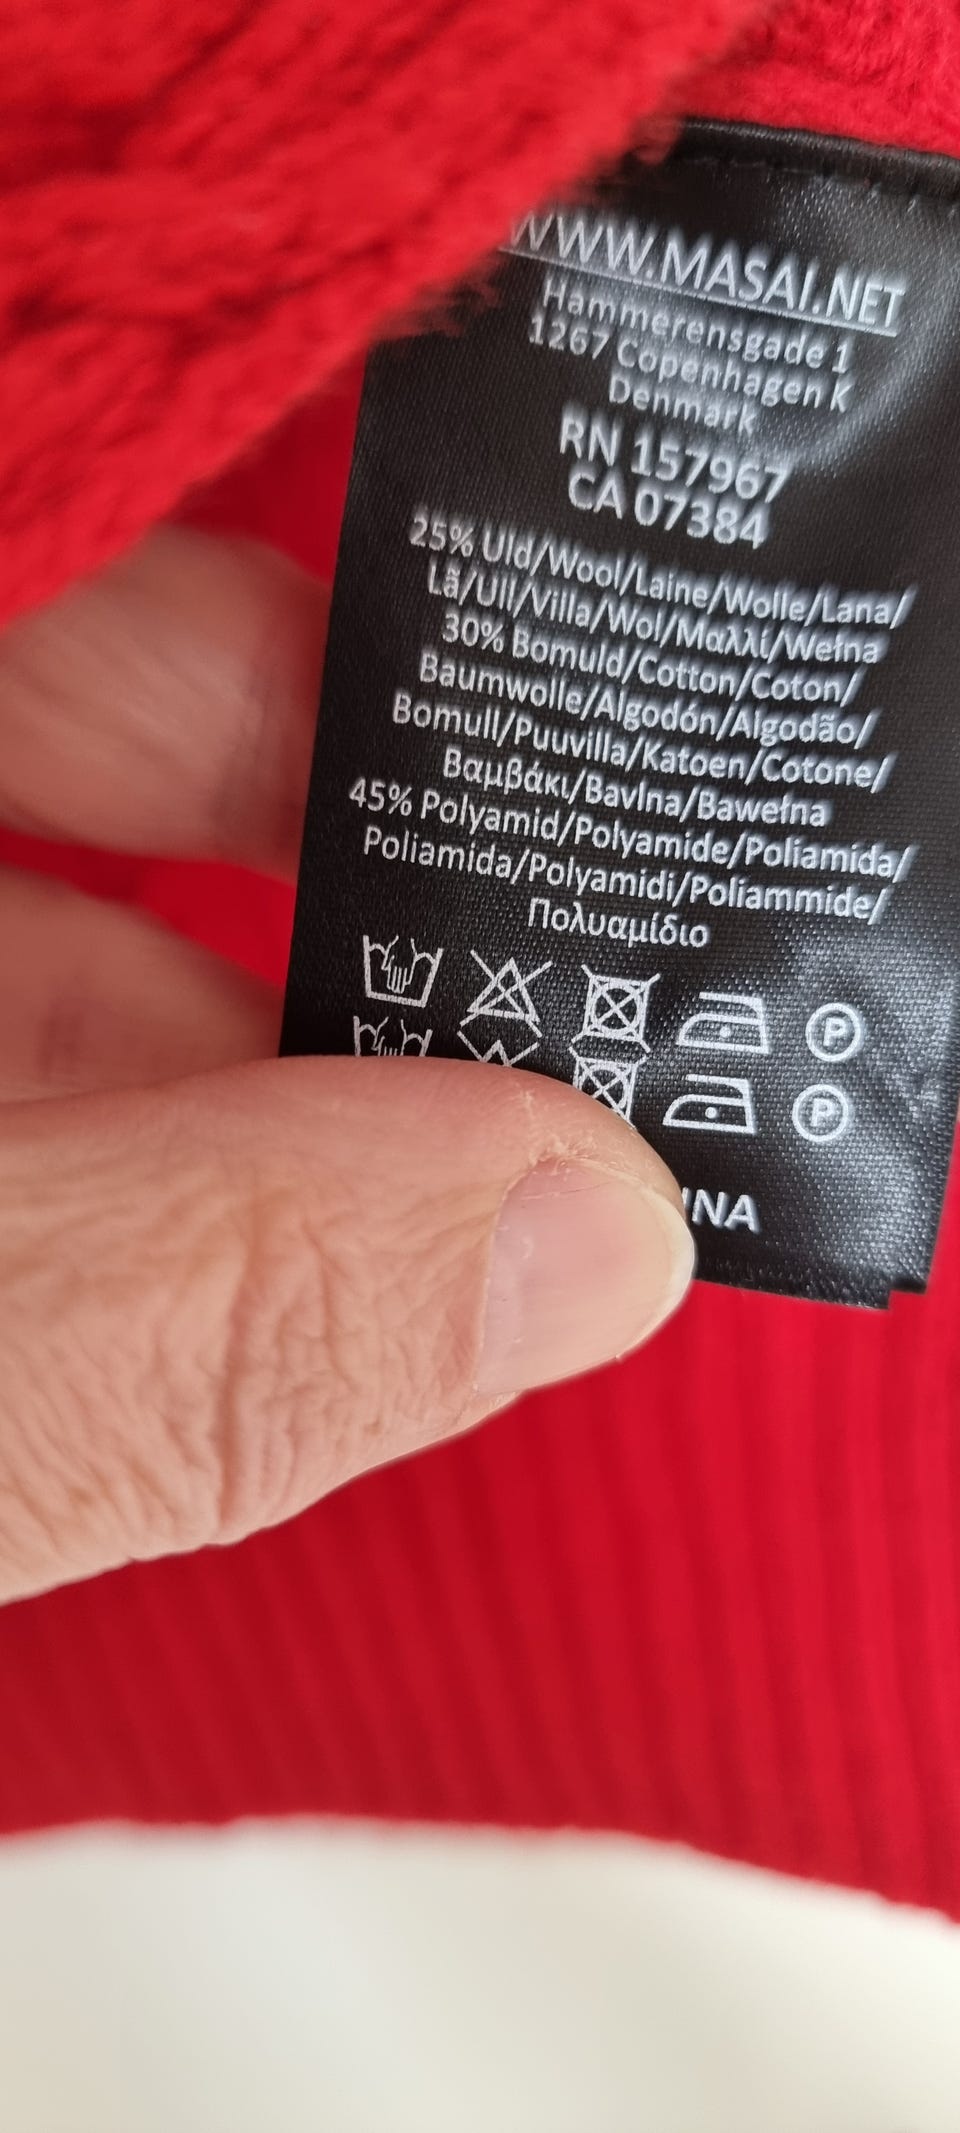 WWW.MASAI.NET
Hammerensgade 1
1267 Copenhagen K
Denmark
RN 157967
CA 07384
25% Uld/Wool/Laine/Wolle/Lana/
Lã/Ull/Villa/Wol/Μαλλί/Wełna
30% Bomuld/Cotton/Coton/
Baumwolle/Algodón/Algodão/
Bomull/Puuvilla/Katoen/Cotone/
Βαμβάκι/Bavlna/Bawełna
45% Polyamid/Polyamide/Poliamida/
Poliamida/Polyamidi/Poliammide/
Πολυαμίδιο
P
P
INA